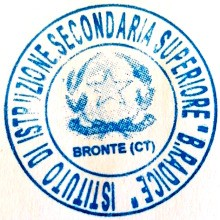 ISTITUTO DI ISTRUZIONE SECONDARIA SUPERIORE "B.RADICE"
BRONTE (CT)